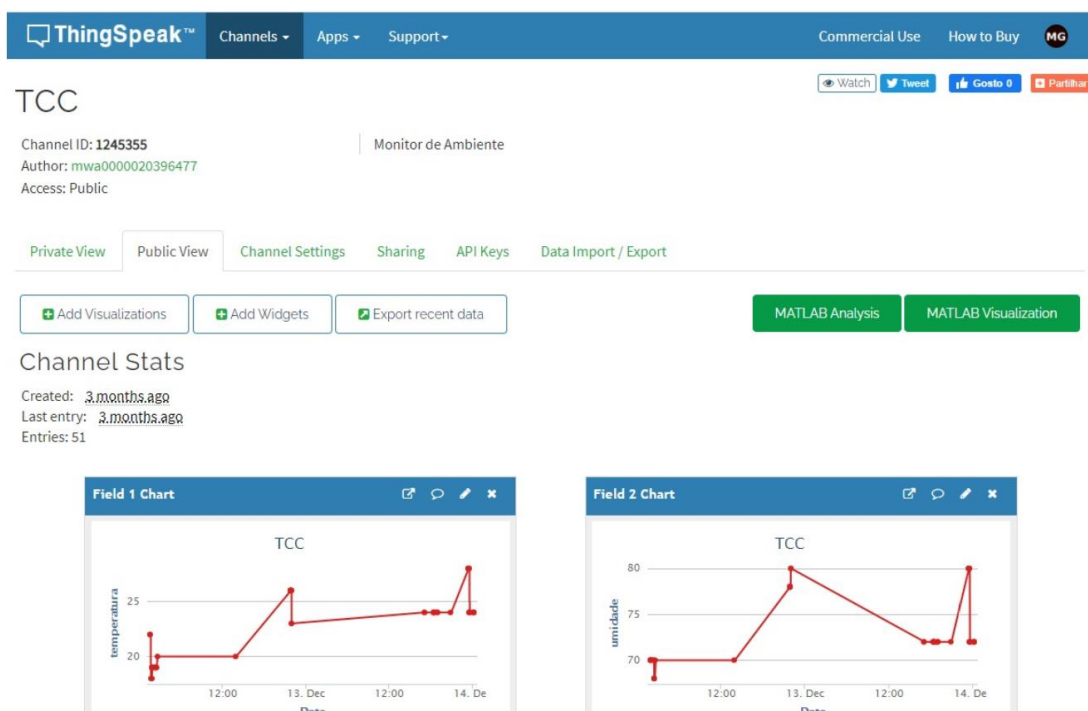 ThingSpeak™ Channels Apps Support Commercial Use How to Buy MG
Watch Tweet Gosto 0 Partilhar
TCC
Channel ID: 1245355 Monitor de Ambiente
Author: mwa0000020396477
Access: Public
Private View Public View Channel Settings Sharing API Keys Data Import / Export
Add Visualizations Add Widgets Export recent data MATLAB Analysis MATLAB Visualization
Channel Stats
Created: 3 months ago
Last entry: 3 months ago
Entries: 51
Field 1 Chart
TCC
temperatura
25
20
12:00 13. Dec 12:00 14. De
Date
Field 2 Chart
TCC
umidade
80
75
70
12:00 13. Dec 12:00 14. De
Date